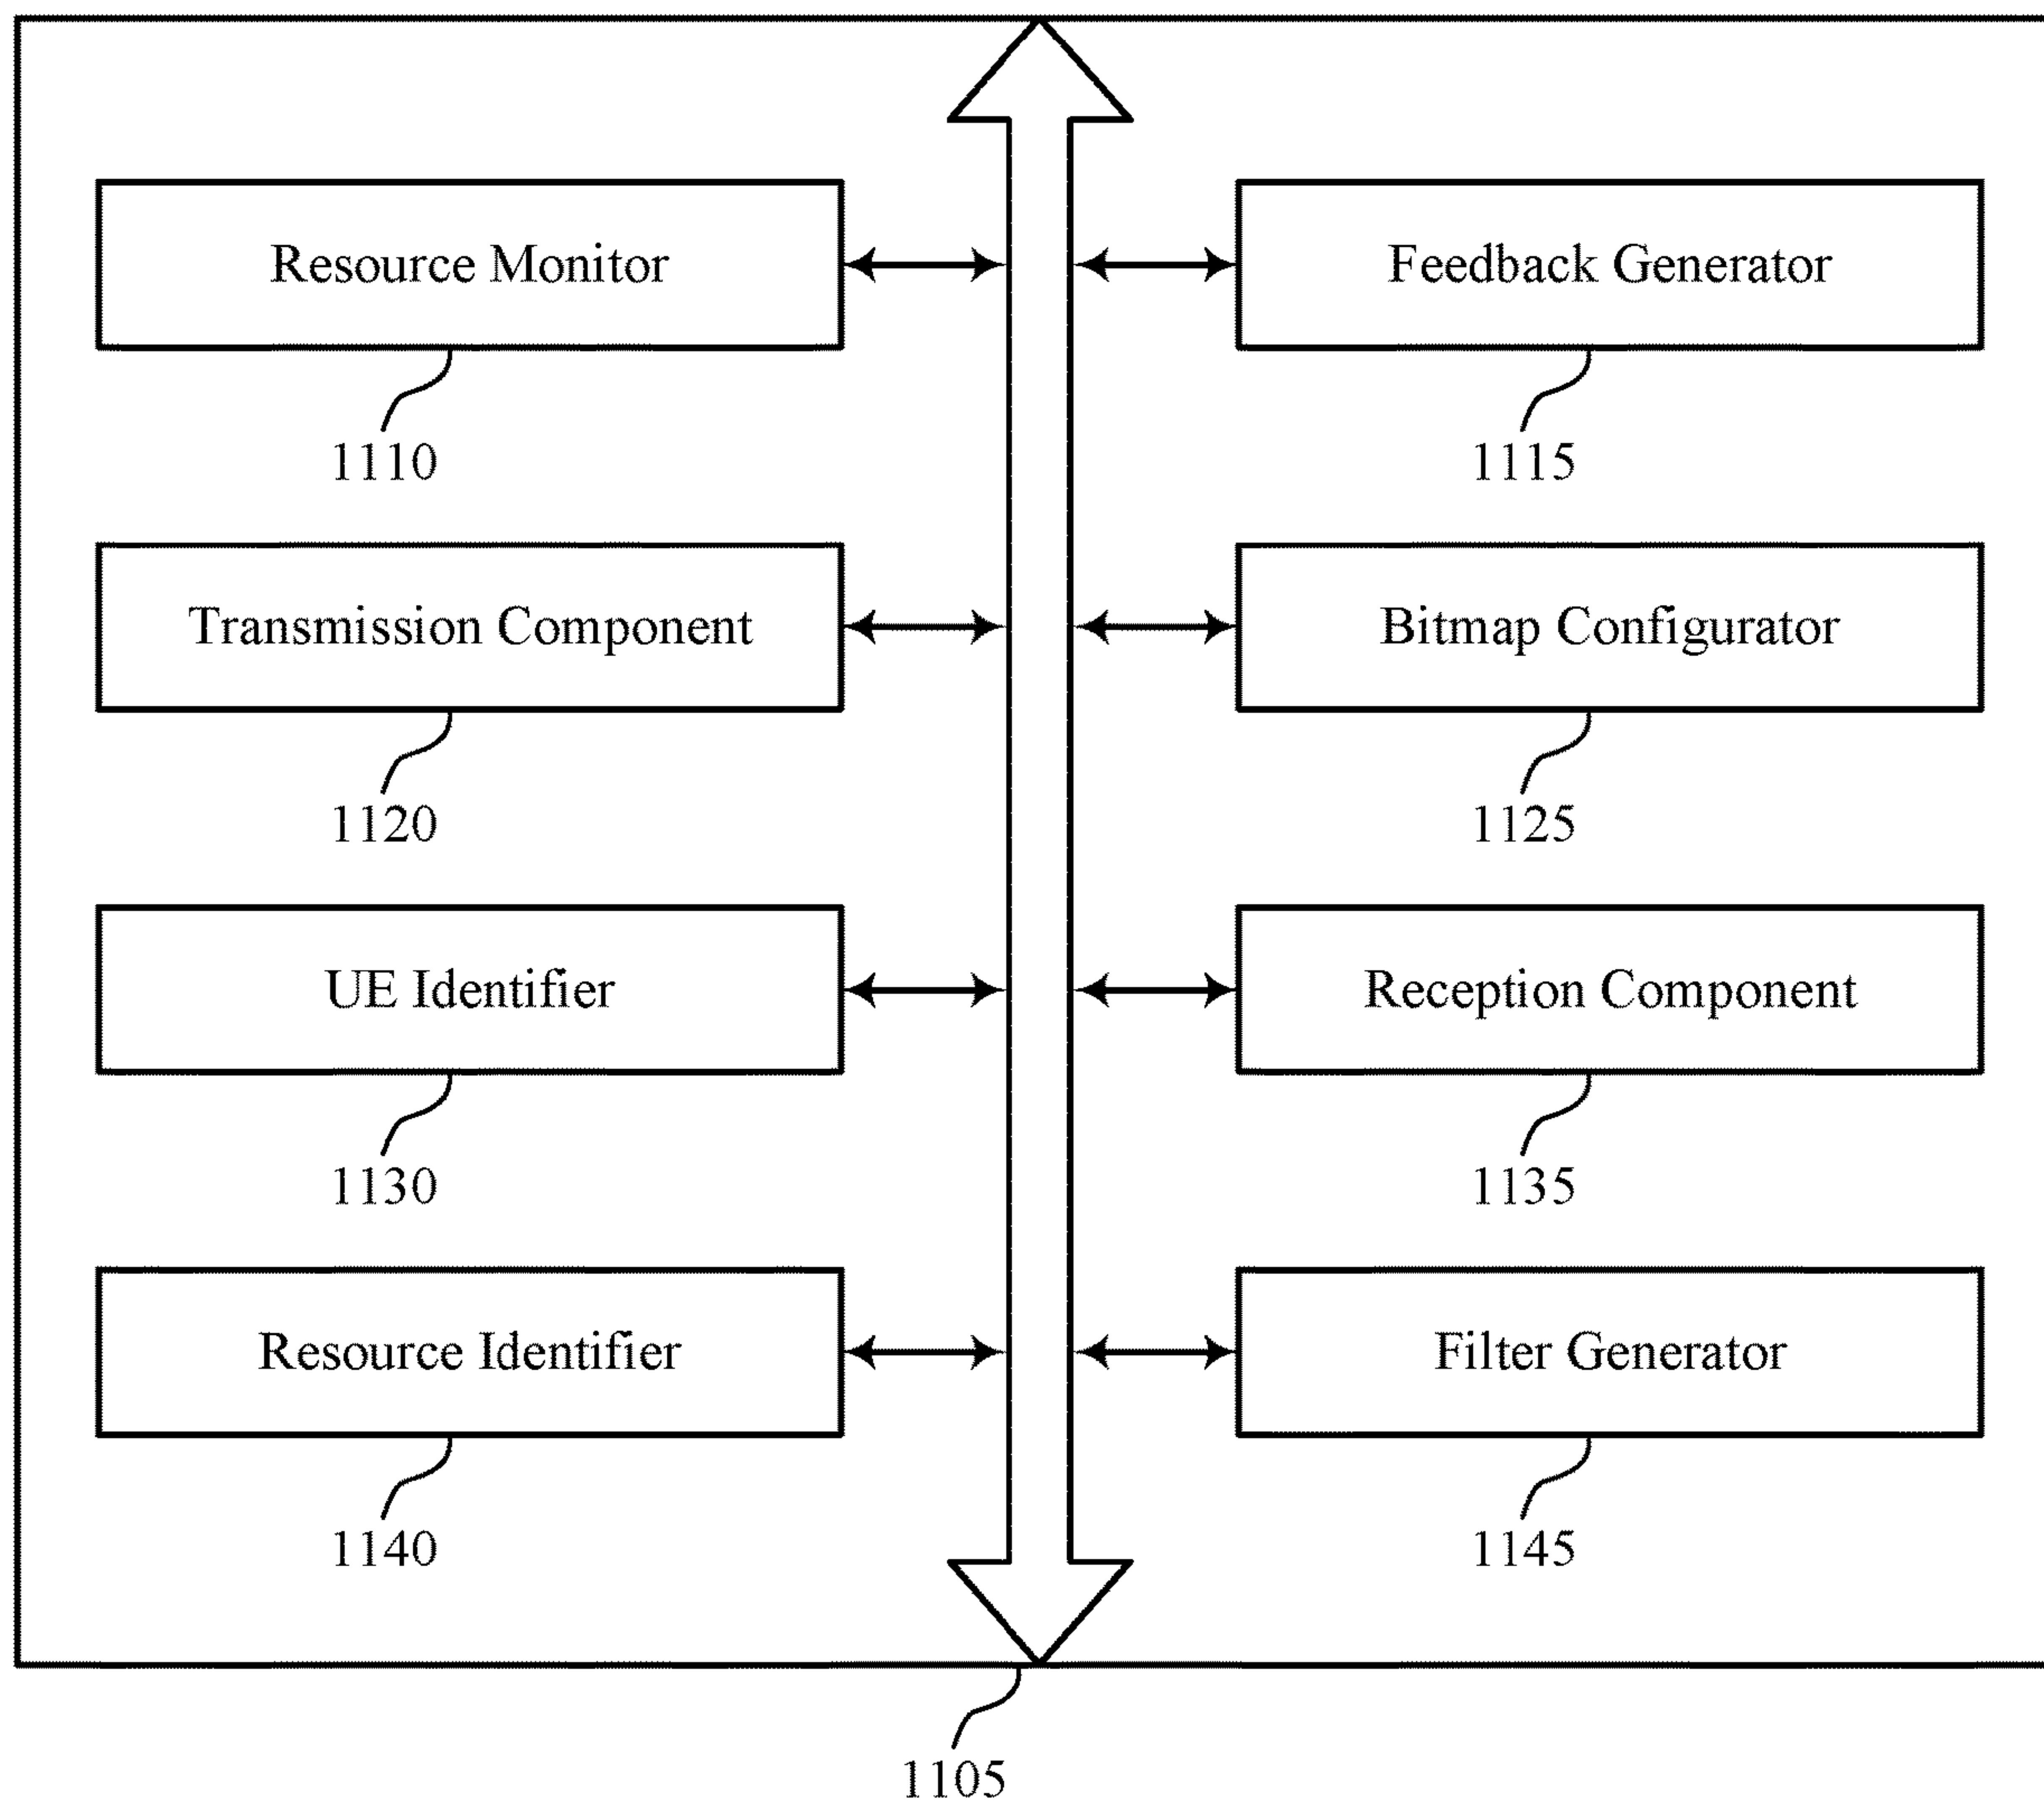 Resource Monitor
Feedback Generator
1110
1115
Transmission Component
Bitmap Configurator
1120
1125
UE Identifier
Reception Component
1130
1135
Resource Identifier
Filter Generator
1140
1145
1105